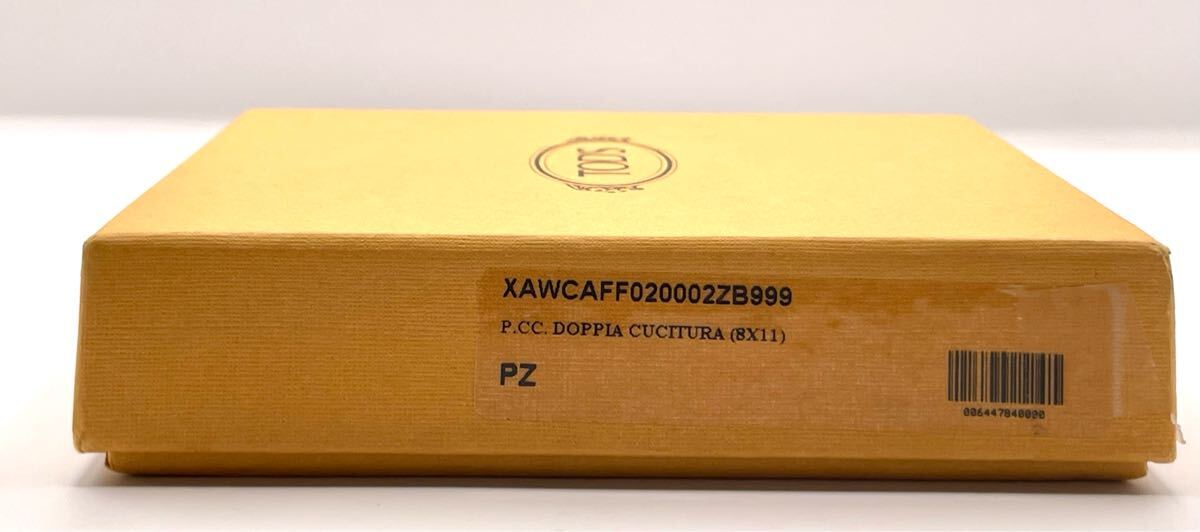 TOD'S
XAWCAFF020002ZB999
P.CC. DOPPIA CUCITURA (8X11)
PZ
006447840000